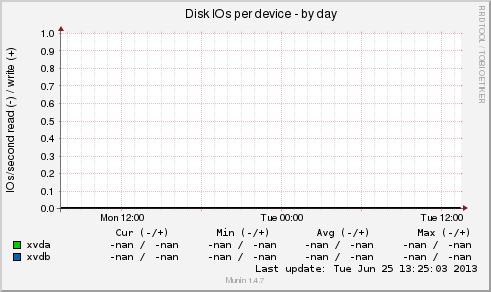 Disk IOs per device - by day
RRDTOOL / TOBI OETIKER
IOs/second read (-) / write (+)
1.0
0.9
0.8
0.7
0.6
0.5
0.4
0.3
0.2
0.1
0.0
Mon 12:00 Tue 00:00 Tue 12:00
Cur (-/+) Min (-/+) Avg (-/+) Max (-/+)
xvda -nan / -nan -nan / -nan -nan / -nan -nan / -nan
xvdb -nan / -nan -nan / -nan -nan / -nan -nan / -nan
Last update: Tue Jun 25 13:25:03 2013
Munin 1.4.7